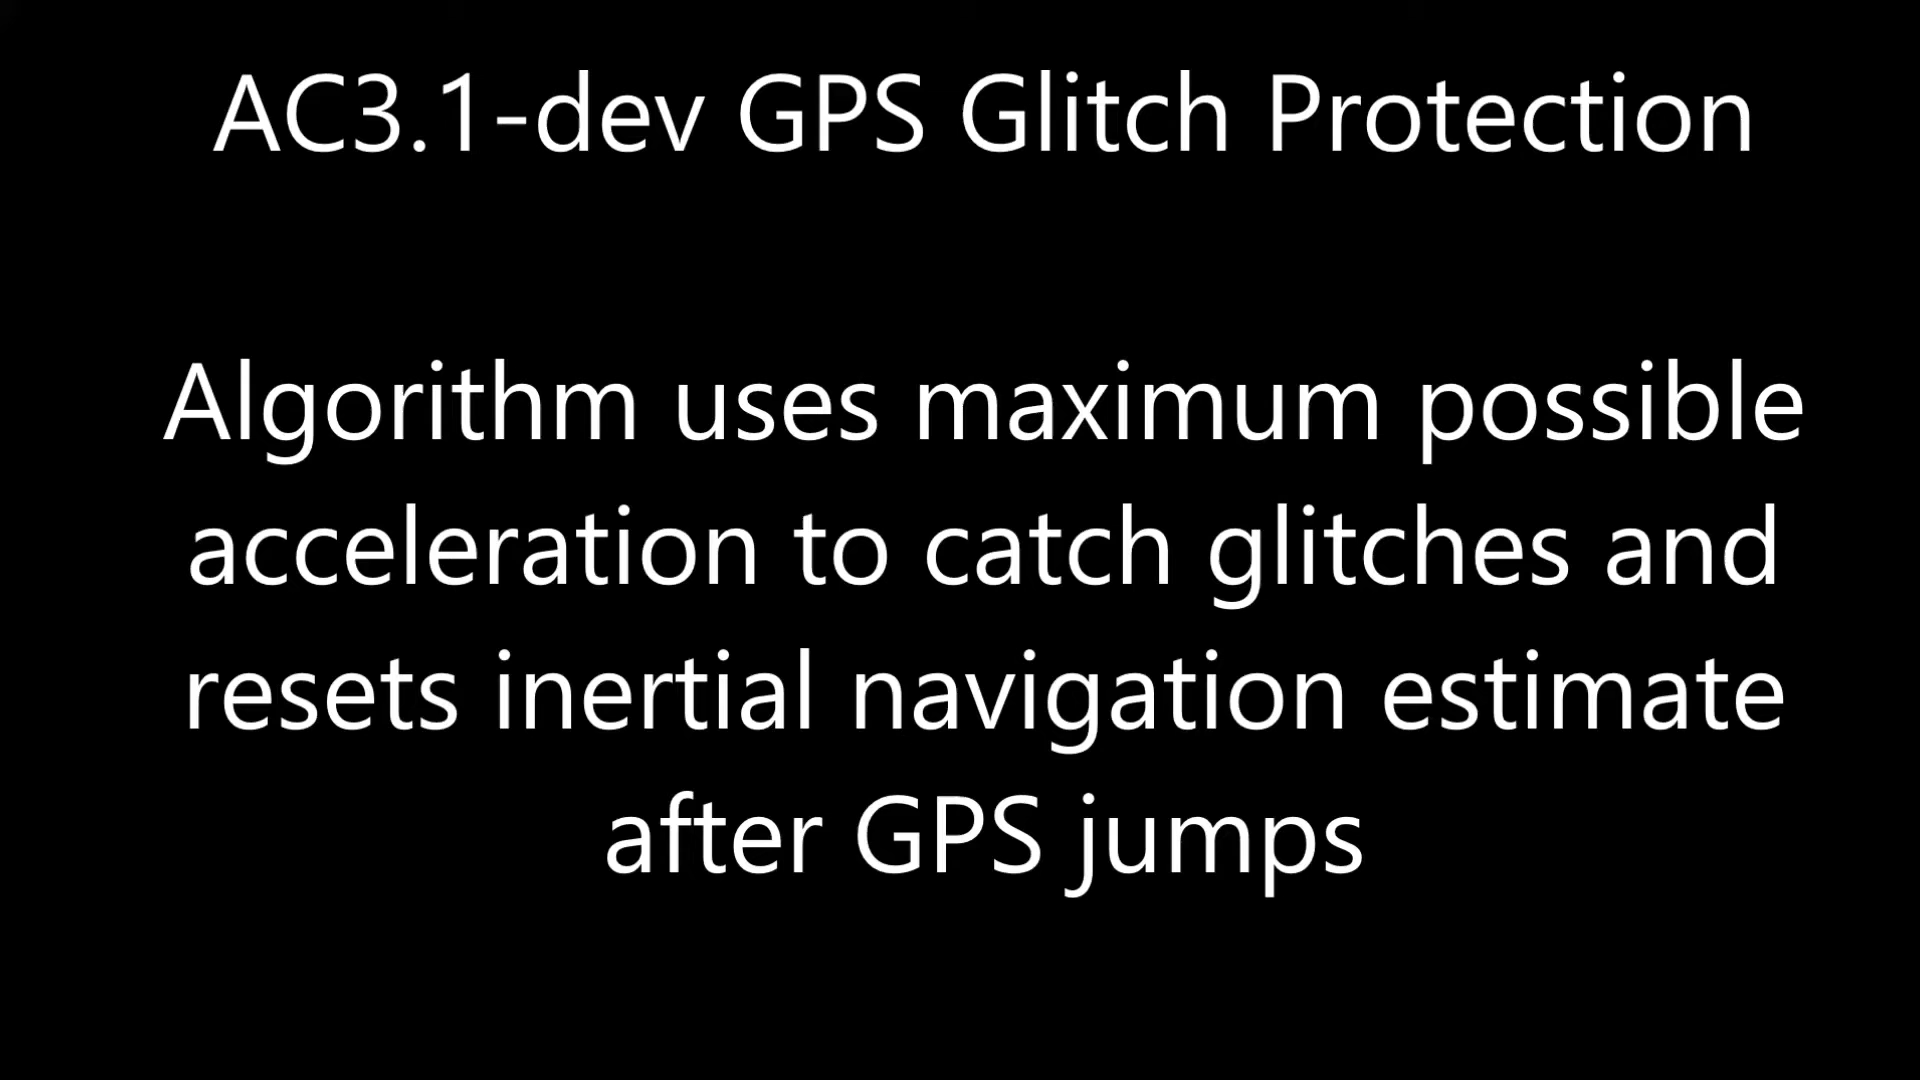 AC3.1-dev GPS Glitch Protection
Algorithm uses maximum possible
acceleration to catch glitches and
resets inertial navigation estimate
after GPS jumps